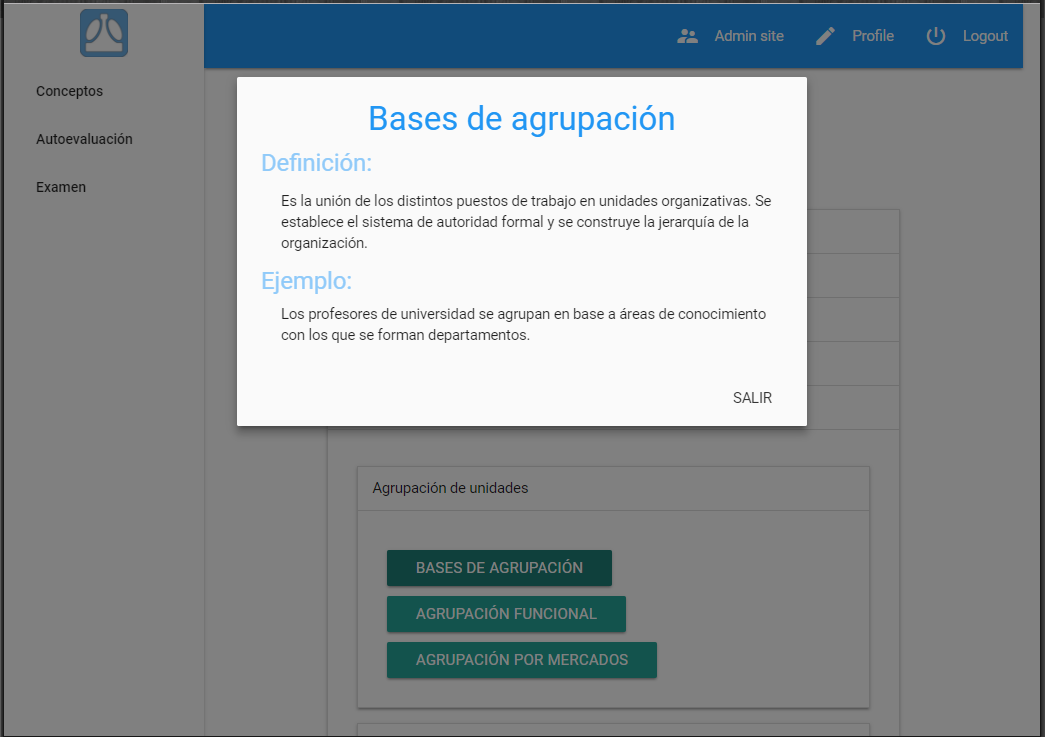 Admin site
Profile
Logout
Conceptos
Autoevaluación
Examen
Bases de agrupación
Definición:
Es la unión de los distintos puestos de trabajo en unidades organizativas. Se
establece el sistema de autoridad formal y se construye la jerarquía de la
organización.
Ejemplo:
Los profesores de universidad se agrupan en base a áreas de conocimiento
con los que se forman departamentos.
SALIR
Agrupación de unidades
BASES DE AGRUPACIÓN
AGRUPACIÓN FUNCIONAL
AGRUPACIÓN POR MERCADOS